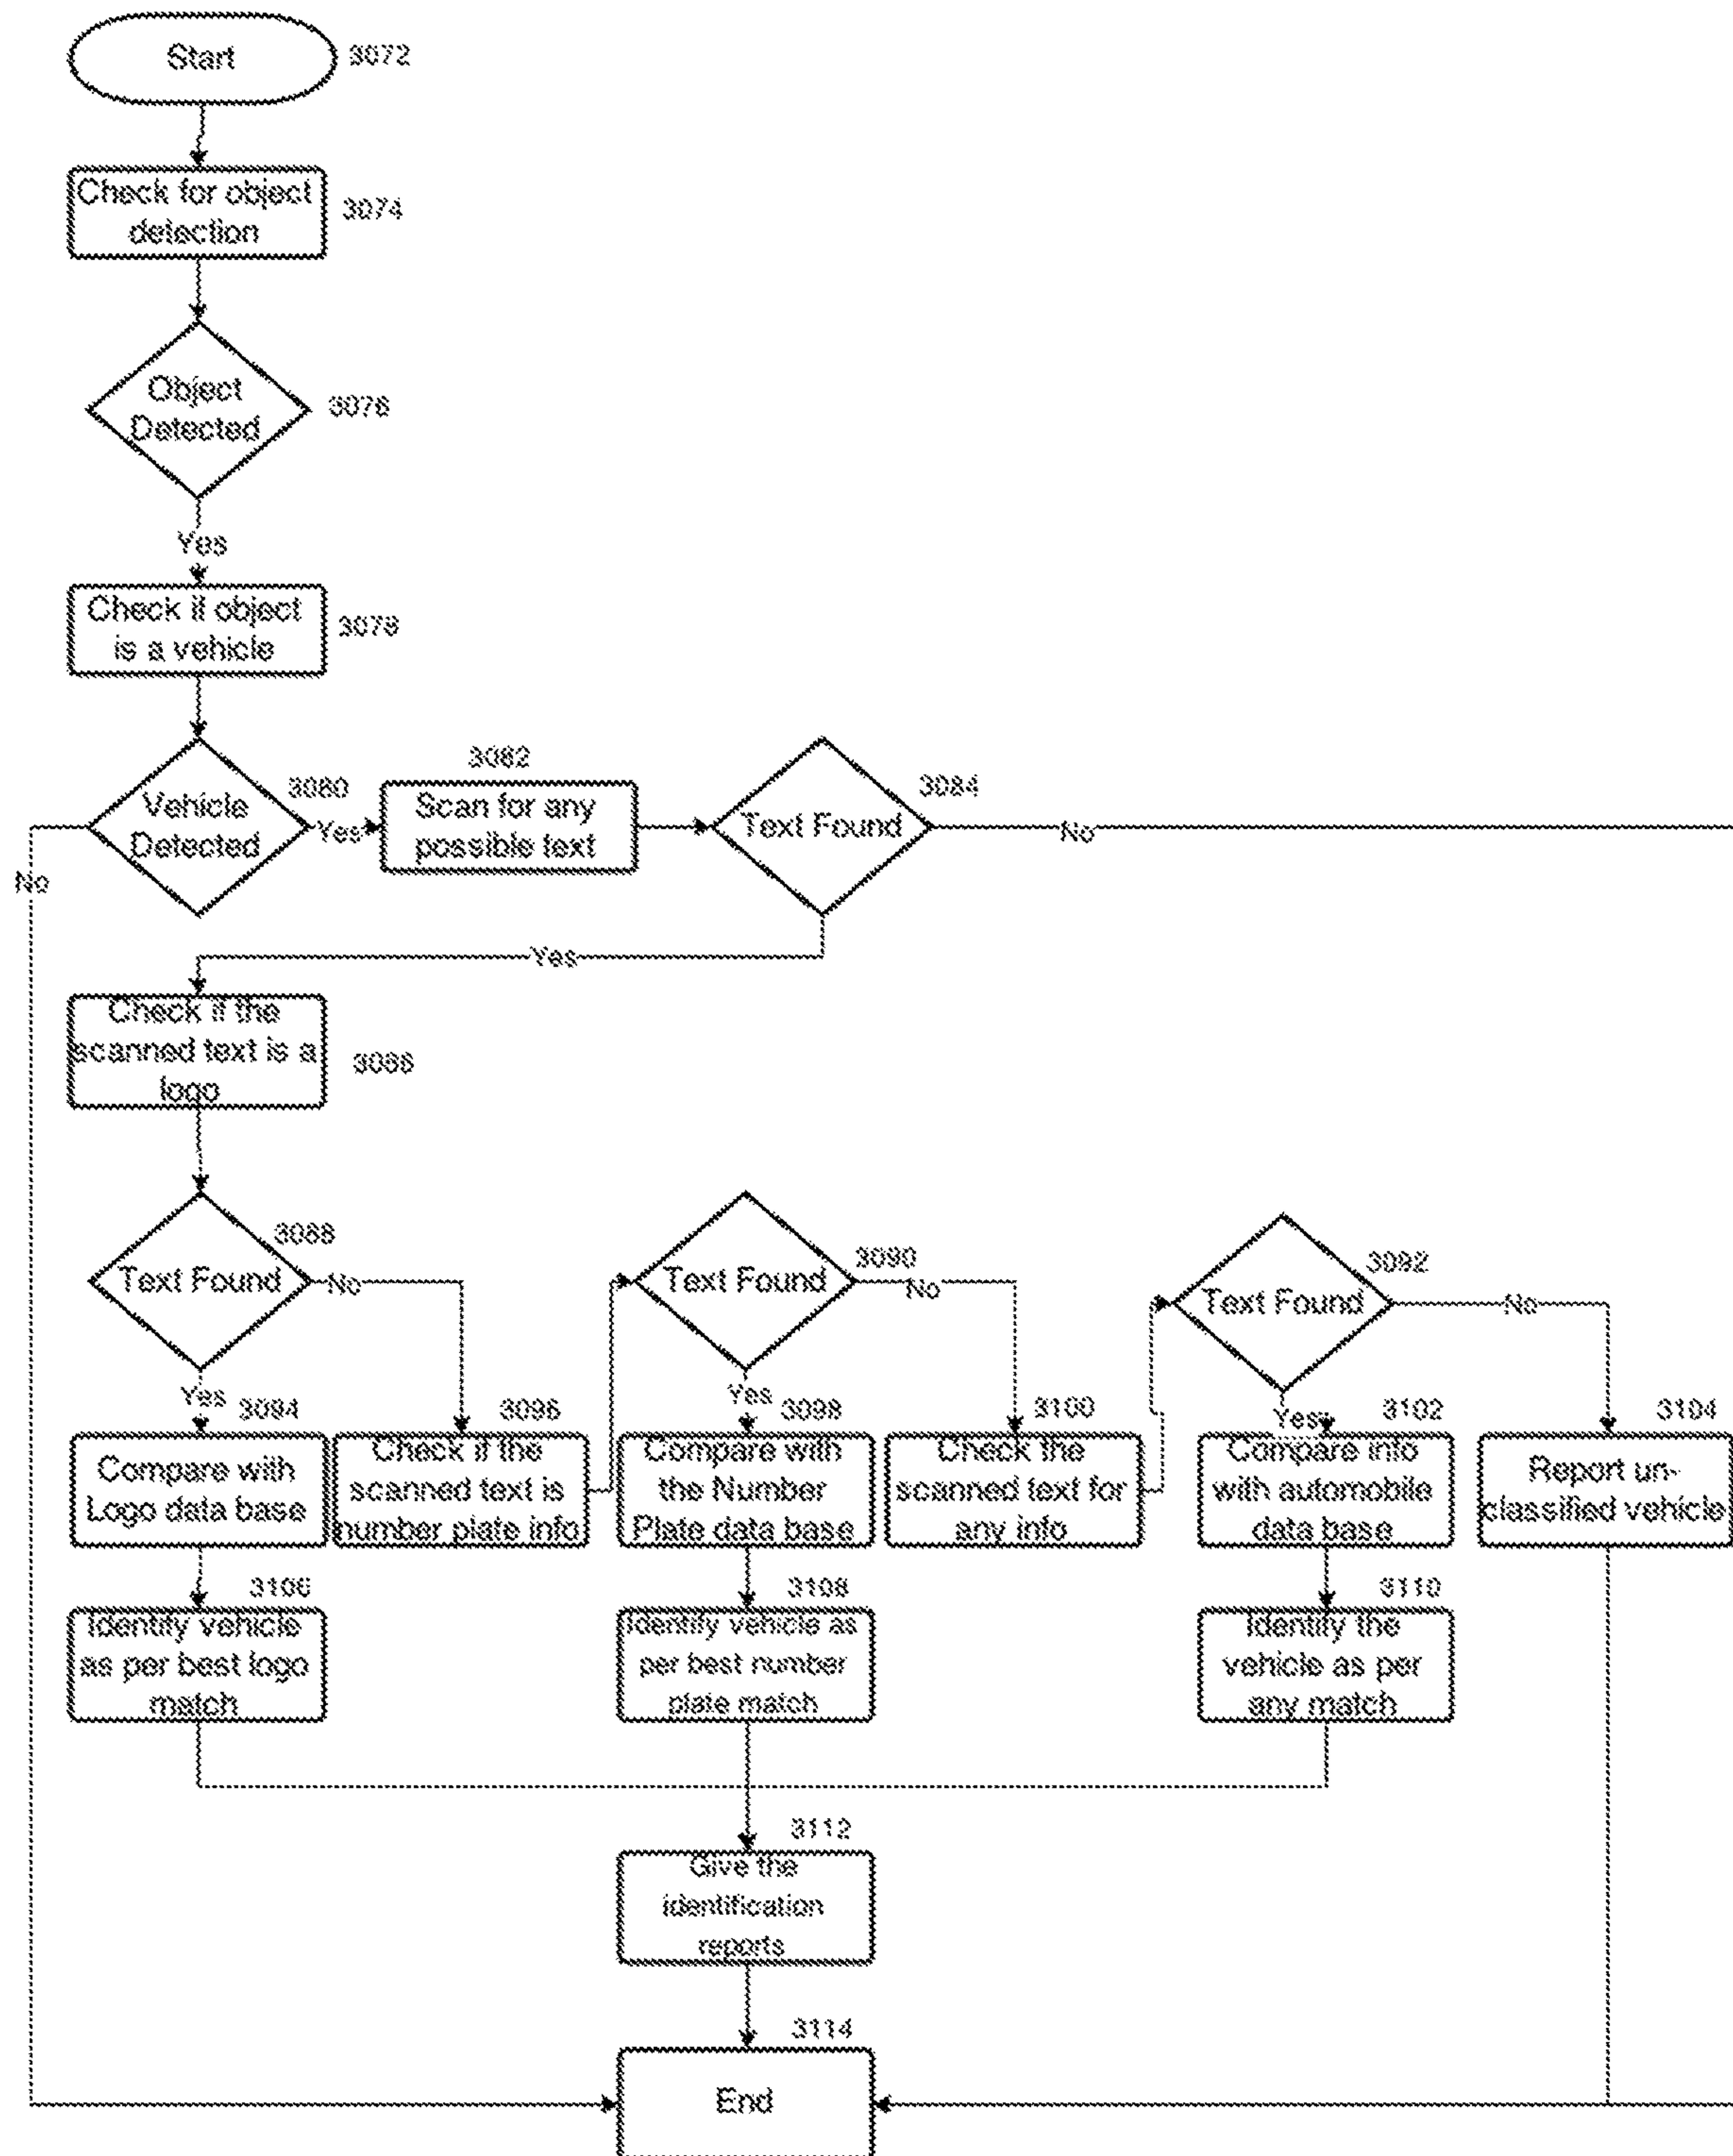 Start
3072
Check for object
detection
3074
Object
Detected
3076
Yes
Check if object
is a vehicle
3078
Vehicle
Detected
3080
Yes
No
3082
Scan for any
possible text
Text Found
3084
No
Yes
Check if the
scanned text is a
logo
3086
Text Found
3088
No
Text Found
3090
No
Text Found
3092
No
Yes
3094
Compare with
Logo data base
3096
Check if the
scanned text is
number plate info
Yes
3098
Compare with
the Number
Plate data base
3100
Check the
scanned text for
any info
Yes
3102
Compare info
with automobile
data base
3104
Report un-
classified vehicle
3106
Identify vehicle
as per best logo
match
3108
Identify vehicle as
per best number
plate match
3110
Identify the
vehicle as per
any match
3112
Give the
identification
reports
3114
End